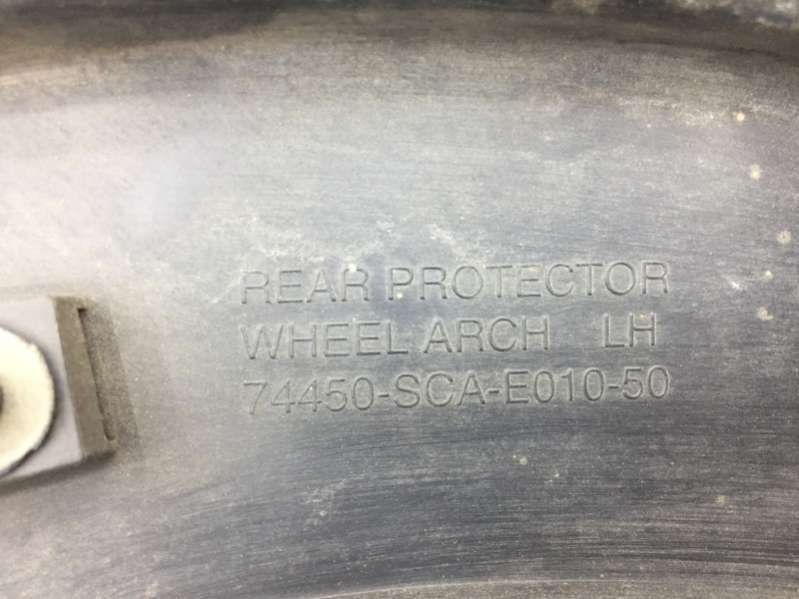 REAR PROTECTOR
WHEEL ARCH LH
74450-SCA-E010-50